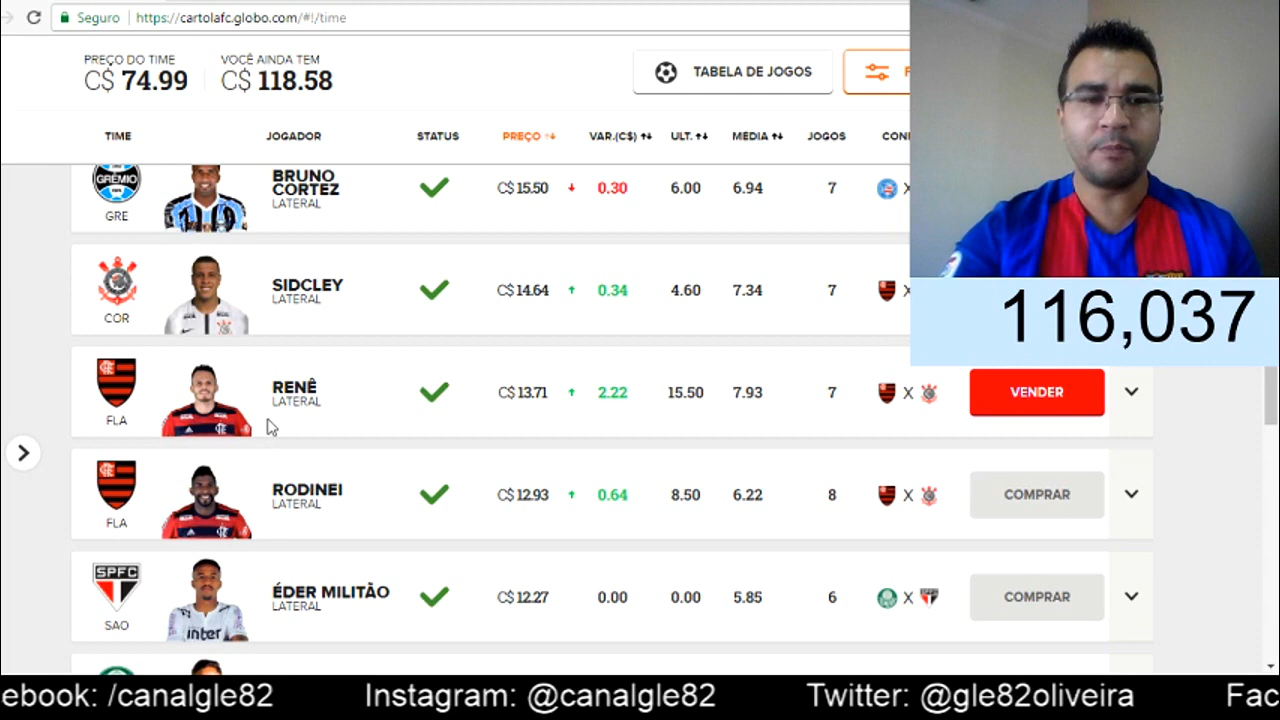 Seguro https://cartolafc.globo.com/#!/time
PREÇO DO TIME
C$ 74.99
VOCÊ AINDA TEM
C$ 118.58
TABELA DE JOGOS
TIME JOGADOR STATUS PREÇO VAR.(C$) ULT. MEDIA JOGOS
BRUNO CORTEZ
LATERAL
GRÊMIO
GRE
C$ 15.50 0.30 6.00 6.94 7 X
SIDCLEY
LATERAL
COR
C$ 14.64 0.34 4.60 7.34 7 X
116,037
RENÊ
LATERAL
FLA
C$ 13.71 2.22 15.50 7.93 7 X VENDER
RODINEI
LATERAL
FLA
C$ 12.93 0.64 8.50 6.22 8 X COMPRAR
SPFC
ÉDER MILITÃO
LATERAL
SAO
inter
C$ 12.27 0.00 0.00 5.85 6 X COMPRAR
ebook: /canalgle82 Instagram: @canalgle82 Twitter: @gle82oliveira Fac